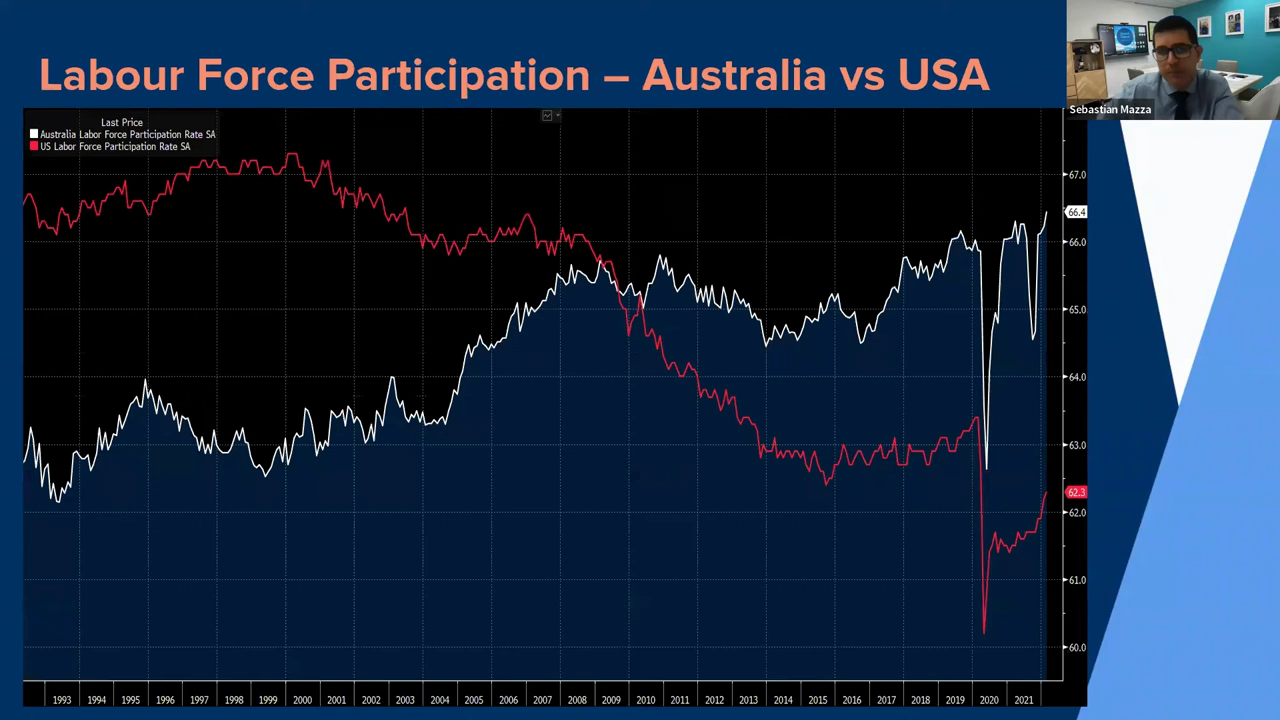 Labour Force Participation – Australia vs USA
Sebastian Mazza
Last Price
Australia Labor Force Participation Rate SA
US Labor Force Participation Rate SA
67.0
66.4
66.0
65.0
64.0
63.0
62.3
62.0
61.0
60.0
1993 1994 1995 1996 1997 1998 1999 2000 2001 2002 2003 2004 2005 2006 2007 2008 2009 2010 2011 2012 2013 2014 2015 2016 2017 2018 2019 2020 2021